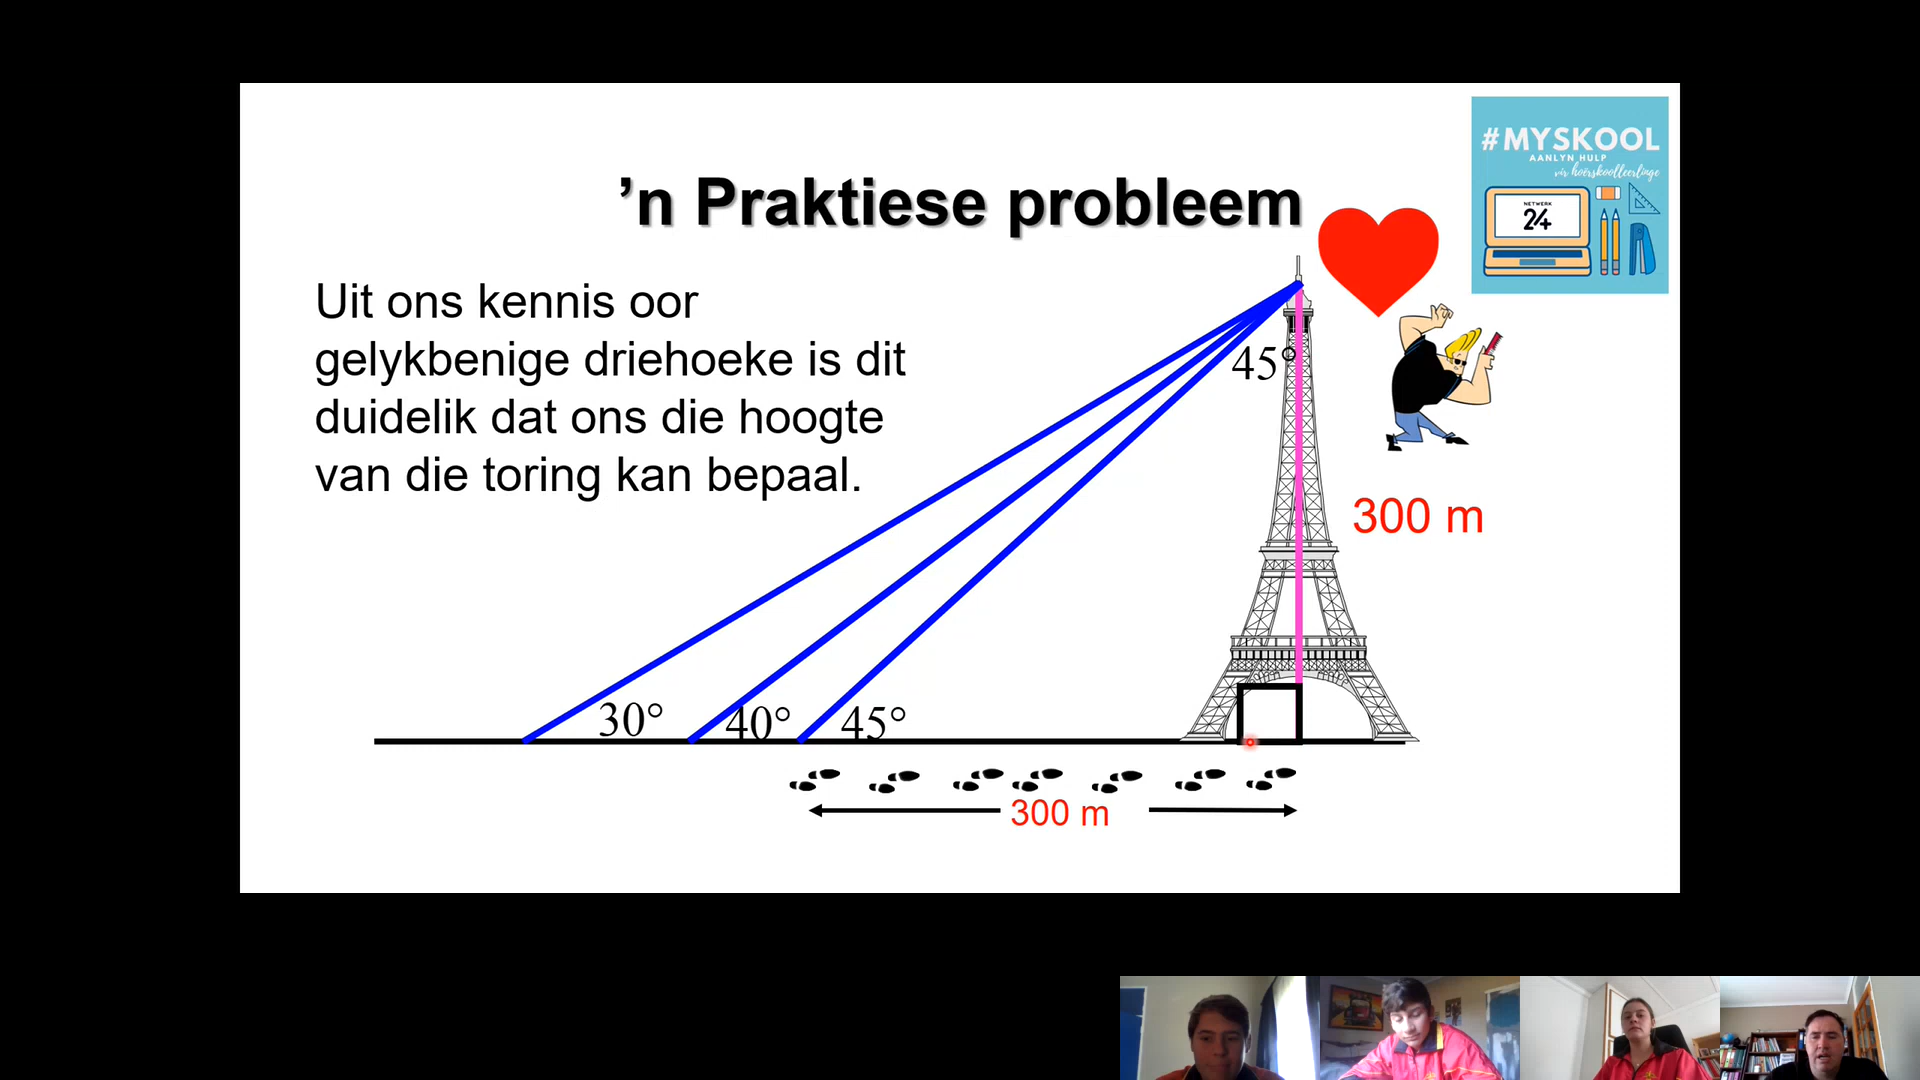 #MYSKOOL
AANLYN HULP
vir hoërskoolleerlinge
NETWERK
24
’n Praktiese probleem
Uit ons kennis oor
gelykbenige driehoeke is dit
duidelik dat ons die hoogte
van die toring kan bepaal.
45°
300 m
30°
40°
45°
300 m